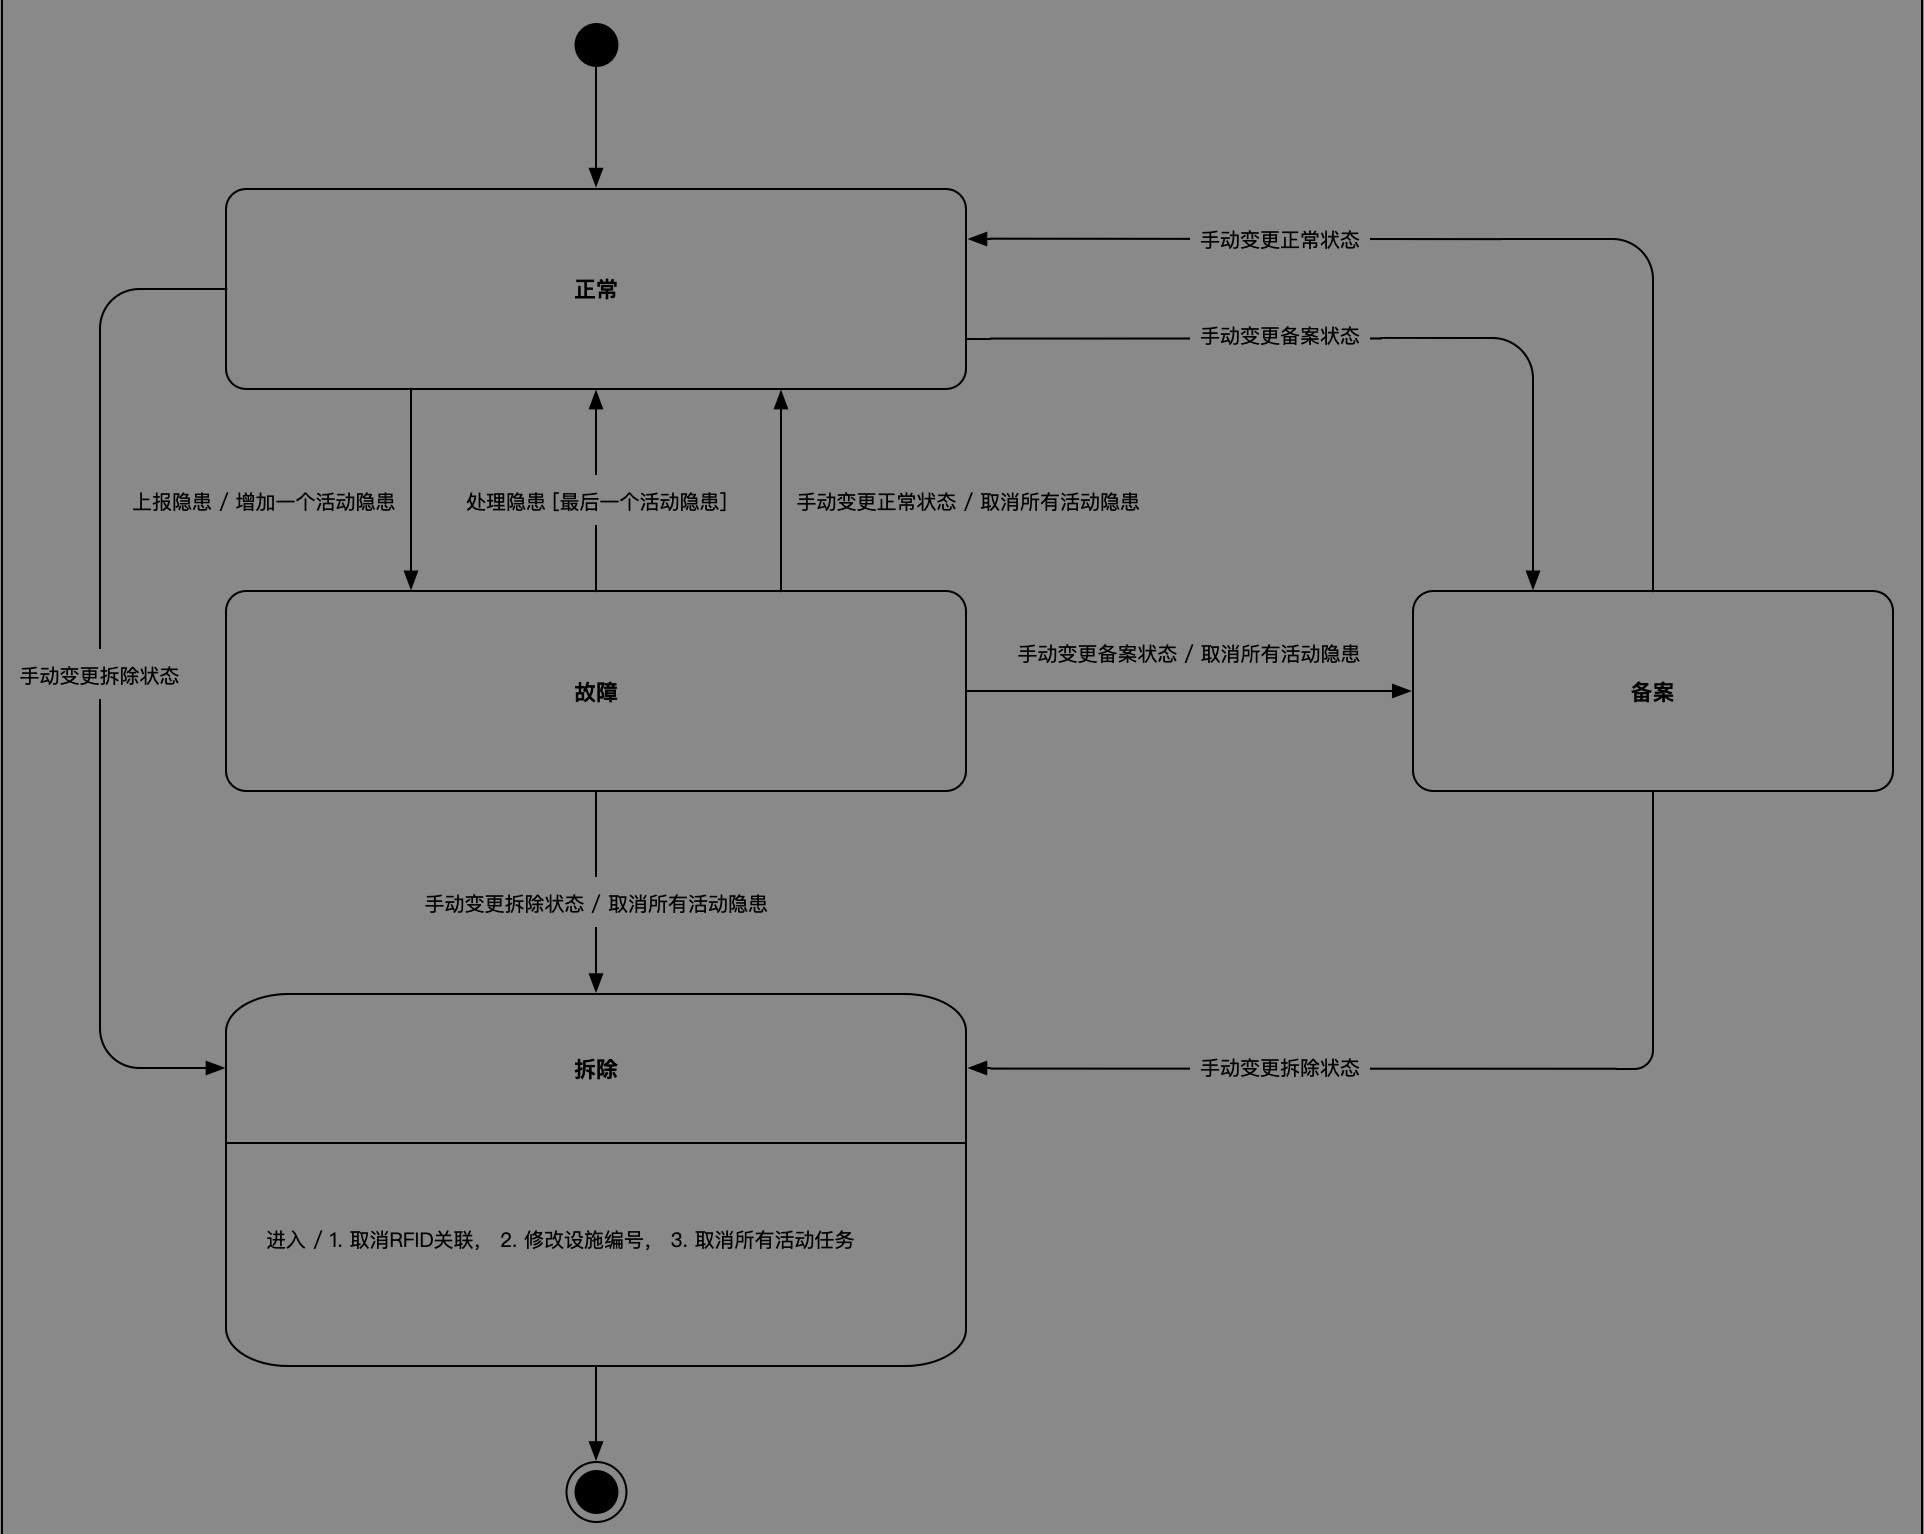 手动变更正常状态
正常
手动变更备案状态
上报隐患 / 增加一个活动隐患
处理隐患 [最后一个活动隐患]
手动变更正常状态 / 取消所有活动隐患
手动变更备案状态 / 取消所有活动隐患
手动变更拆除状态
故障
备案
手动变更拆除状态 / 取消所有活动隐患
拆除
手动变更拆除状态
进入 / 1. 取消RFID关联， 2. 修改设施编号， 3. 取消所有活动任务